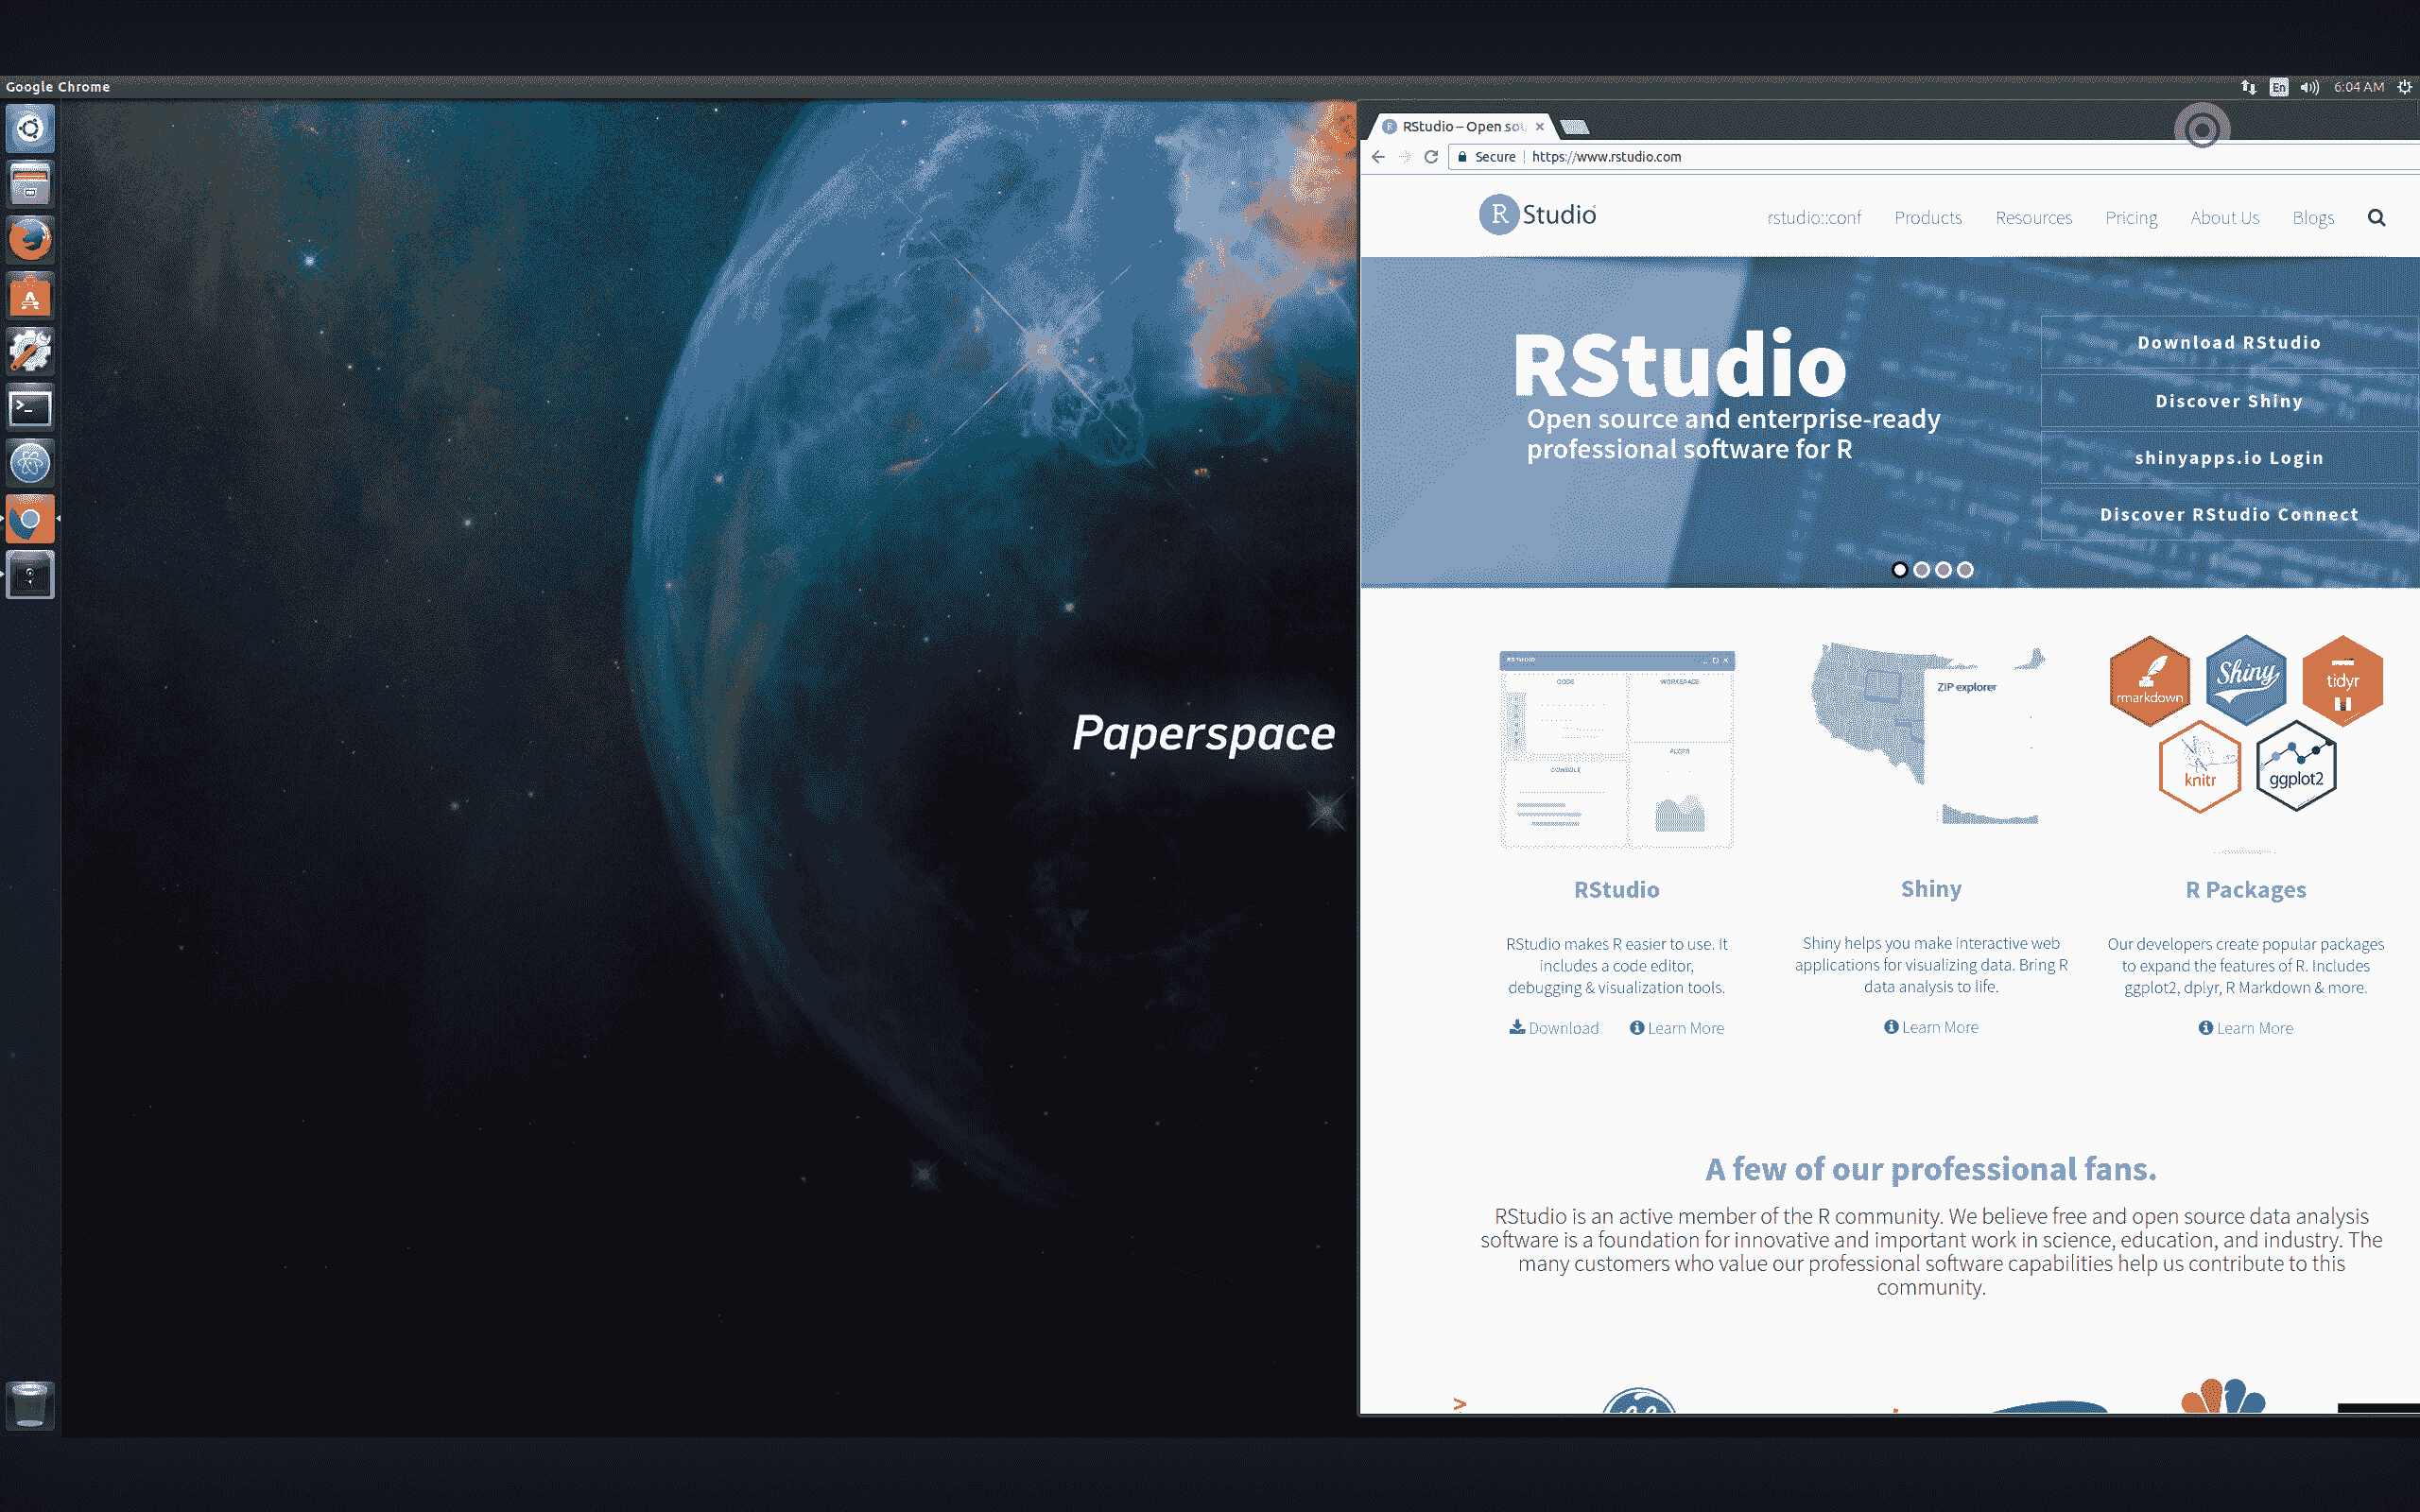 Google Chrome
En
6:04 AM
RStudio – Open sou
Secure
https://www.rstudio.com
R Studio
rstudio::conf
Products
Resources
Pricing
About Us
Blogs
RStudio
Open source and enterprise-ready
professional software for R
Download RStudio
Discover Shiny
shinyapps.io Login
Discover RStudio Connect
Paperspace
RSTUDIO
CODE
WORKSPACE
PLOTS
CONSOLE
ZIP explorer
rmarkdown
Shiny
tidyr
knitr
ggplot2
RStudio
RStudio makes R easier to use. It
includes a code editor,
debugging & visualization tools.
Download
Learn More
Shiny
Shiny helps you make interactive web
applications for visualizing data. Bring R
data analysis to life.
Learn More
R Packages
Our developers create popular packages
to expand the features of R. Includes
ggplot2, dplyr, R Markdown & more.
Learn More
A few of our professional fans.
RStudio is an active member of the R community. We believe free and open source data analysis
software is a foundation for innovative and important work in science, education, and industry. The
many customers who value our professional software capabilities help us contribute to this
community.